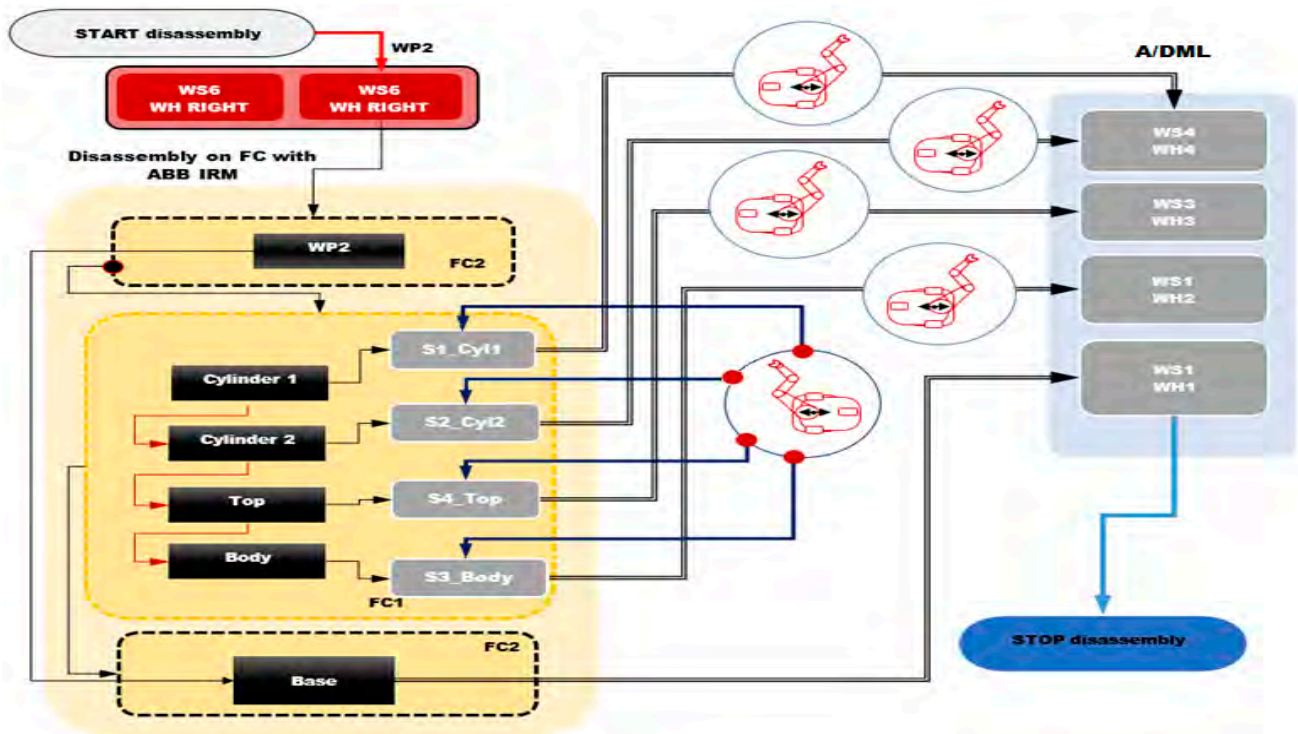 START disassembly
WP2
A/DML
WS6
WH RIGHT
WS6
WH RIGHT
Disassembly on FC with
ABB IRM
WP2
FC2
Cylinder 1
Cylinder 2
Top
Body
S1_Cyl1
S2_Cyl2
S4_Top
S3_Body
FC1
FC2
Base
WS4
WH4
WS3
WH3
WS1
WH2
WS1
WH1
STOP disassembly